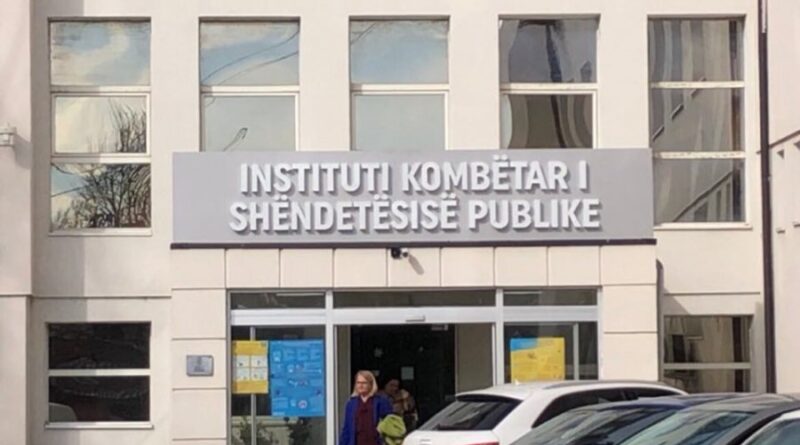 INSTITUTI KOMBËTAR I
SHËNDETËSISË PUBLIKE